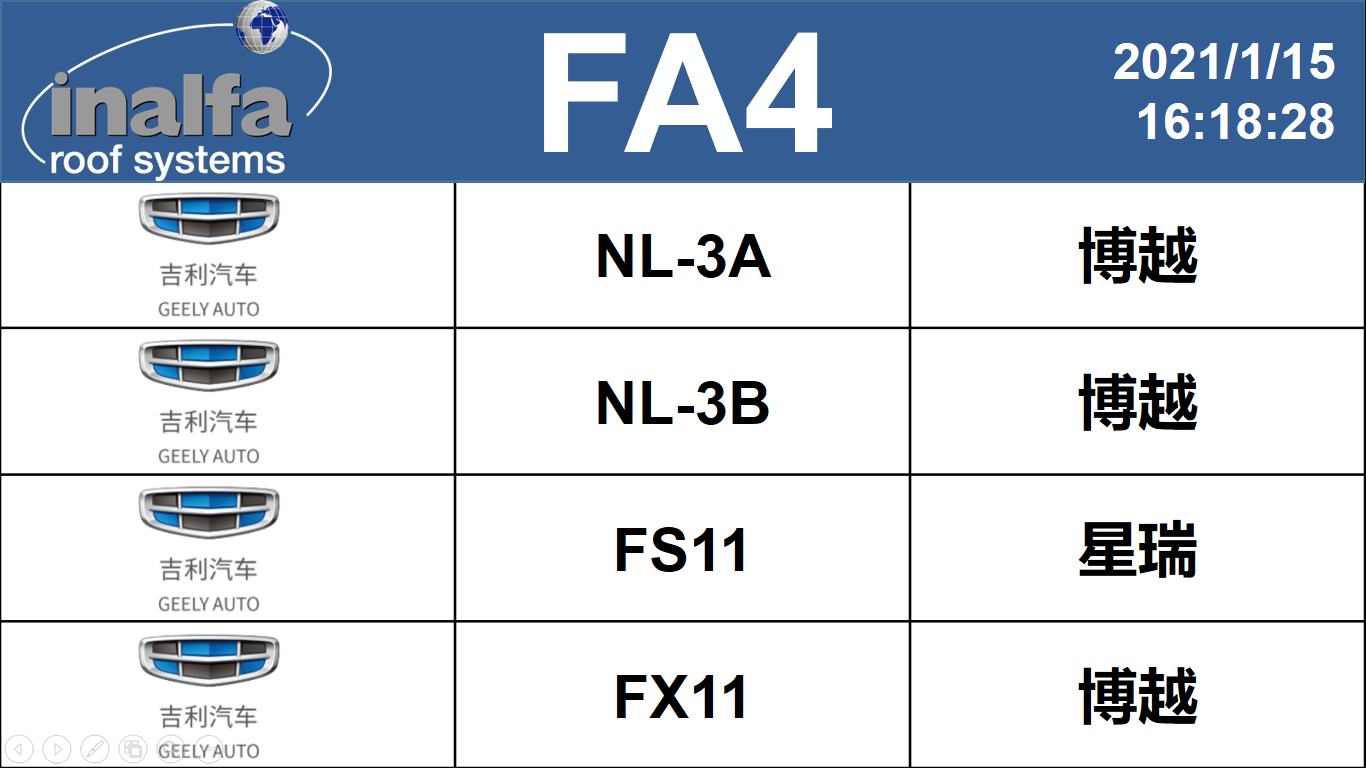 inalfa
roof systems
FA4
2021/1/15
16:18:28
吉利汽车
GEELY AUTO
NL-3A
博越
吉利汽车
GEELY AUTO
NL-3B
博越
吉利汽车
GEELY AUTO
FS11
星瑞
吉利汽车
GEELY AUTO
FX11
博越